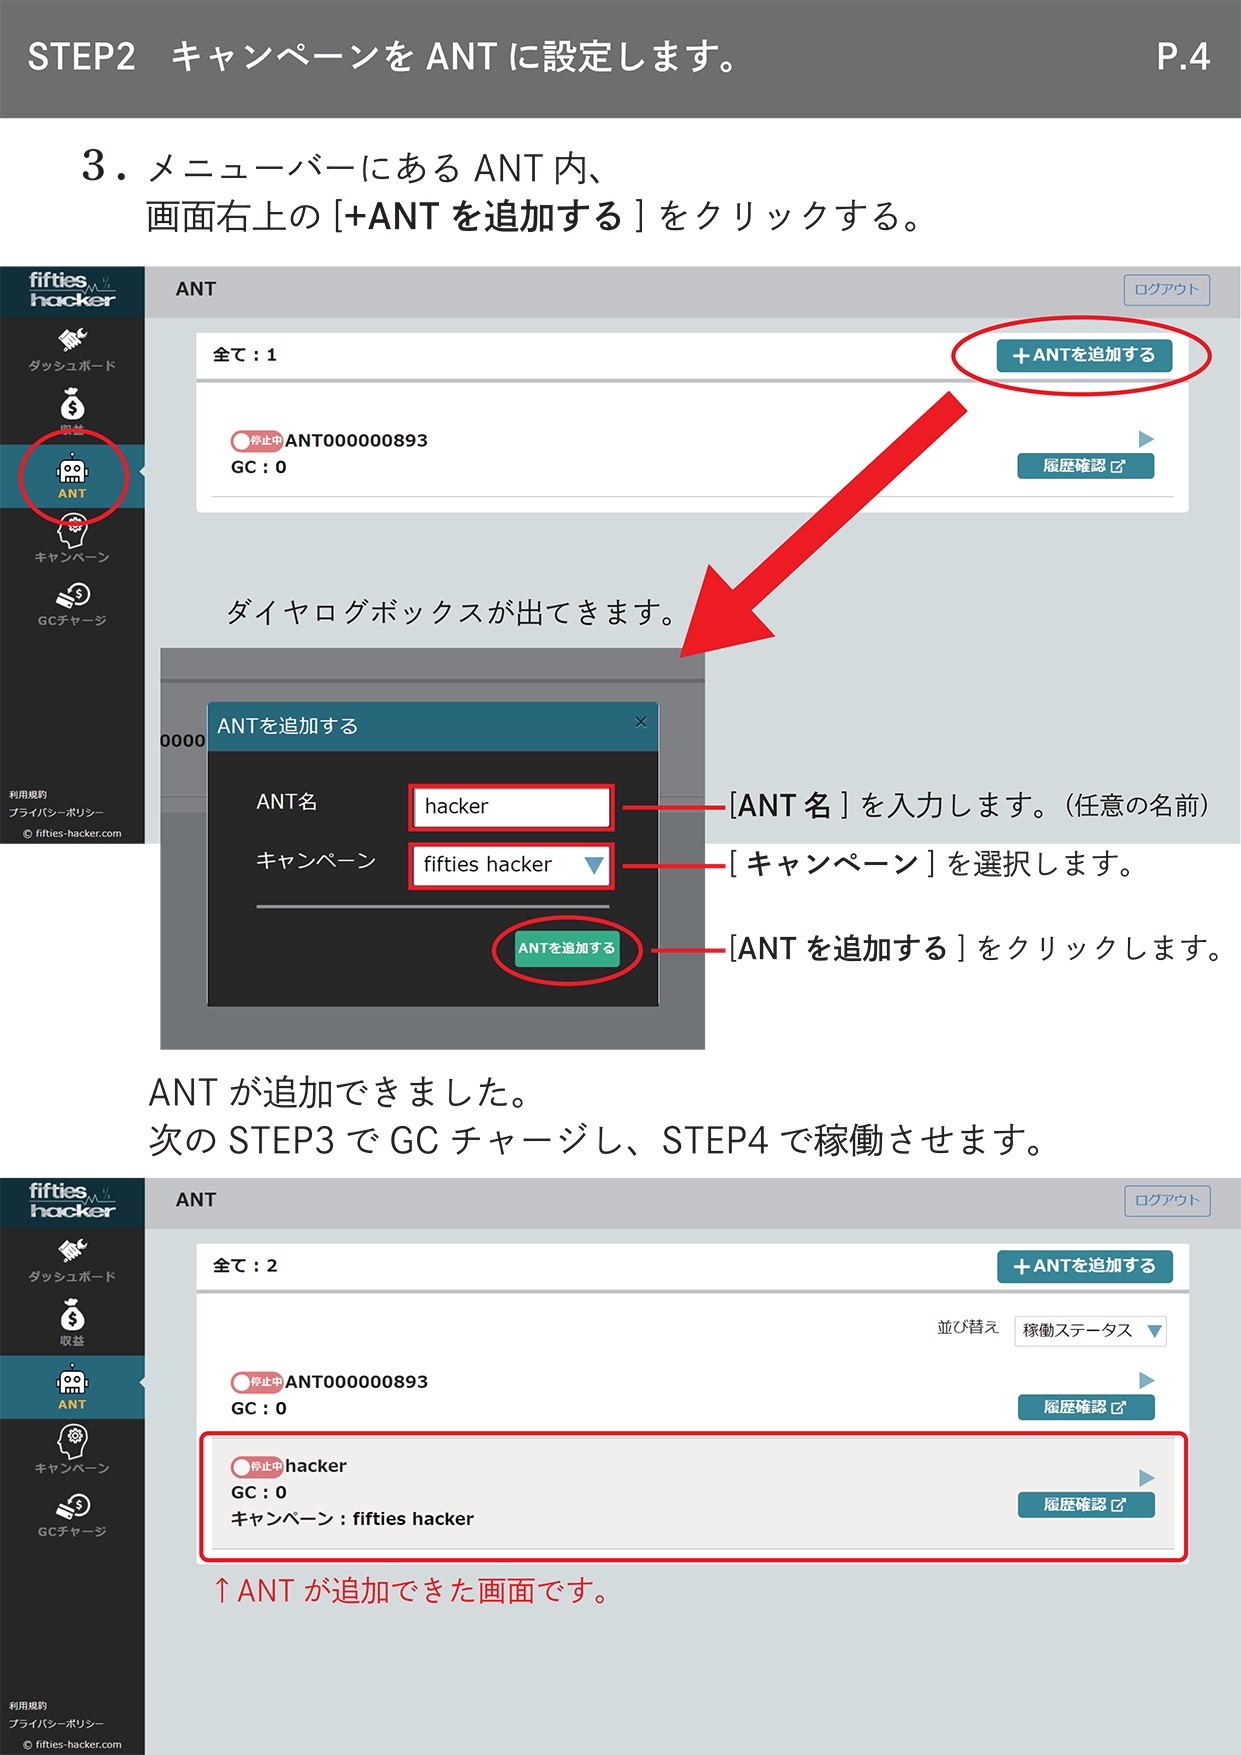 STEP2　キャンペーンを ANT に設定します。
P.4
3. メニューバーにある ANT 内、
画面右上の [+ANT を追加する ] をクリックする。
fifties
hacker
ANT
ログアウト
ダッシュボード
全て：1
+ANTを追加する
収益
停止中 ANT000000893
GC：0
履歴確認
ANT
キャンペーン
GCチャージ
ダイヤログボックスが出てきます。
0000
ANTを追加する
×
ANT名
hacker
[ANT 名 ] を入力します。（任意の名前）
キャンペーン
fifties hacker
[ キャンペーン ] を選択します。
ANTを追加する
[ANT を追加する ] をクリックします。
利用規約
プライバシーポリシー
© fifties-hacker.com
ANT が追加できました。
次の STEP3 で GC チャージし、STEP4 で稼働させます。
fifties 1/2
hacker
ANT
ログアウト
ダッシュボード
全て：2
+ANTを追加する
収益
並び替え
稼働ステータス
停止中 ANT000000893
GC：0
履歴確認
ANT
キャンペーン
GCチャージ
停止中 hacker
GC：0
キャンペーン：fifties hacker
履歴確認
↑ANT が追加できた画面です。
利用規約
プライバシーポリシー
© fifties-hacker.com